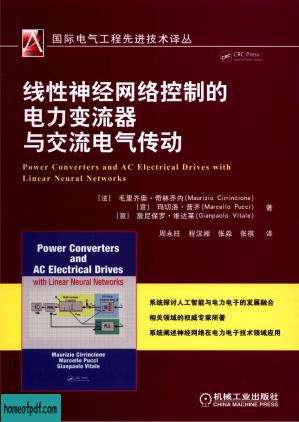 国际电气工程先进技术译丛
CRC Press
线性神经网络控制的
电力变流器
与交流电气传动
Power Converters and AC Electrical Drives with
Linear Neural Networks
[法] 毛里齐奥·奇林乔内(Maurizio Cirrincione)
[意] 玛切洛·普齐(Marcello Pucci) 著
[意] 詹尼保罗·维达莱(Gianpaolo Vitale)
周永旺 程汉湘 张淼 张祺 译
Power Converters and
AC Electrical Drives
with Linear Neural Networks
Maurizio Cirrincione
Marcello Pucci
Gianpaolo Vitale
CRC Press
系统探讨人工智能与电力电子的发展融合
相关领域的权威专家所著
系统阐述神经网络在电力电子技术领域应用
机械工业出版社
CHINA MACHINE PRESS
homeofpdf.com
homeofpdf.com